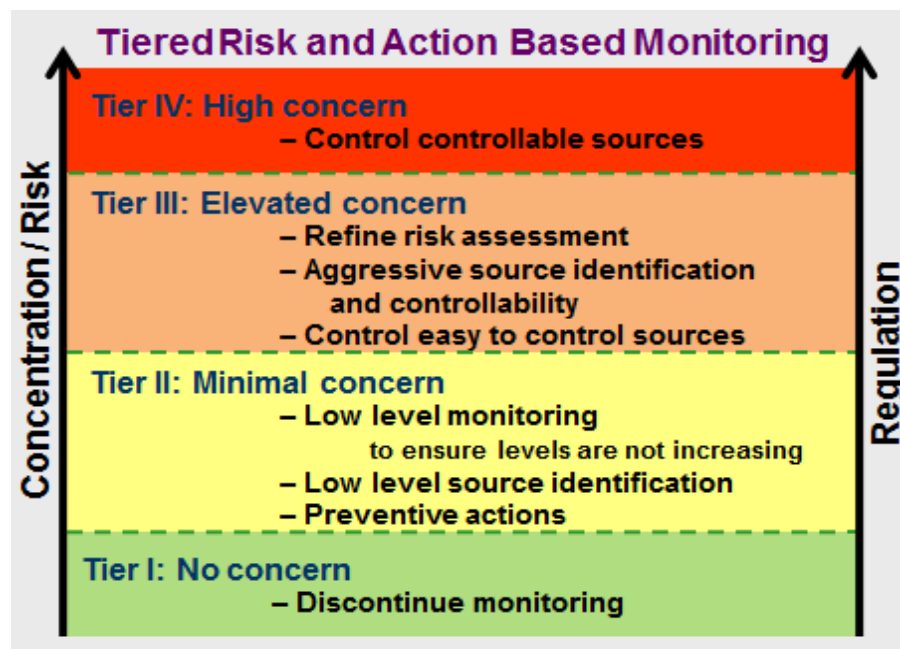 Tiered Risk and Action Based Monitoring
Concentration / Risk
Tier IV: High concern
– Control controllable sources
Tier III: Elevated concern
– Refine risk assessment
– Aggressive source identification
and controllability
– Control easy to control sources
Tier II: Minimal concern
– Low level monitoring
to ensure levels are not increasing
– Low level source identification
– Preventive actions
Tier I: No concern
– Discontinue monitoring
Regulation